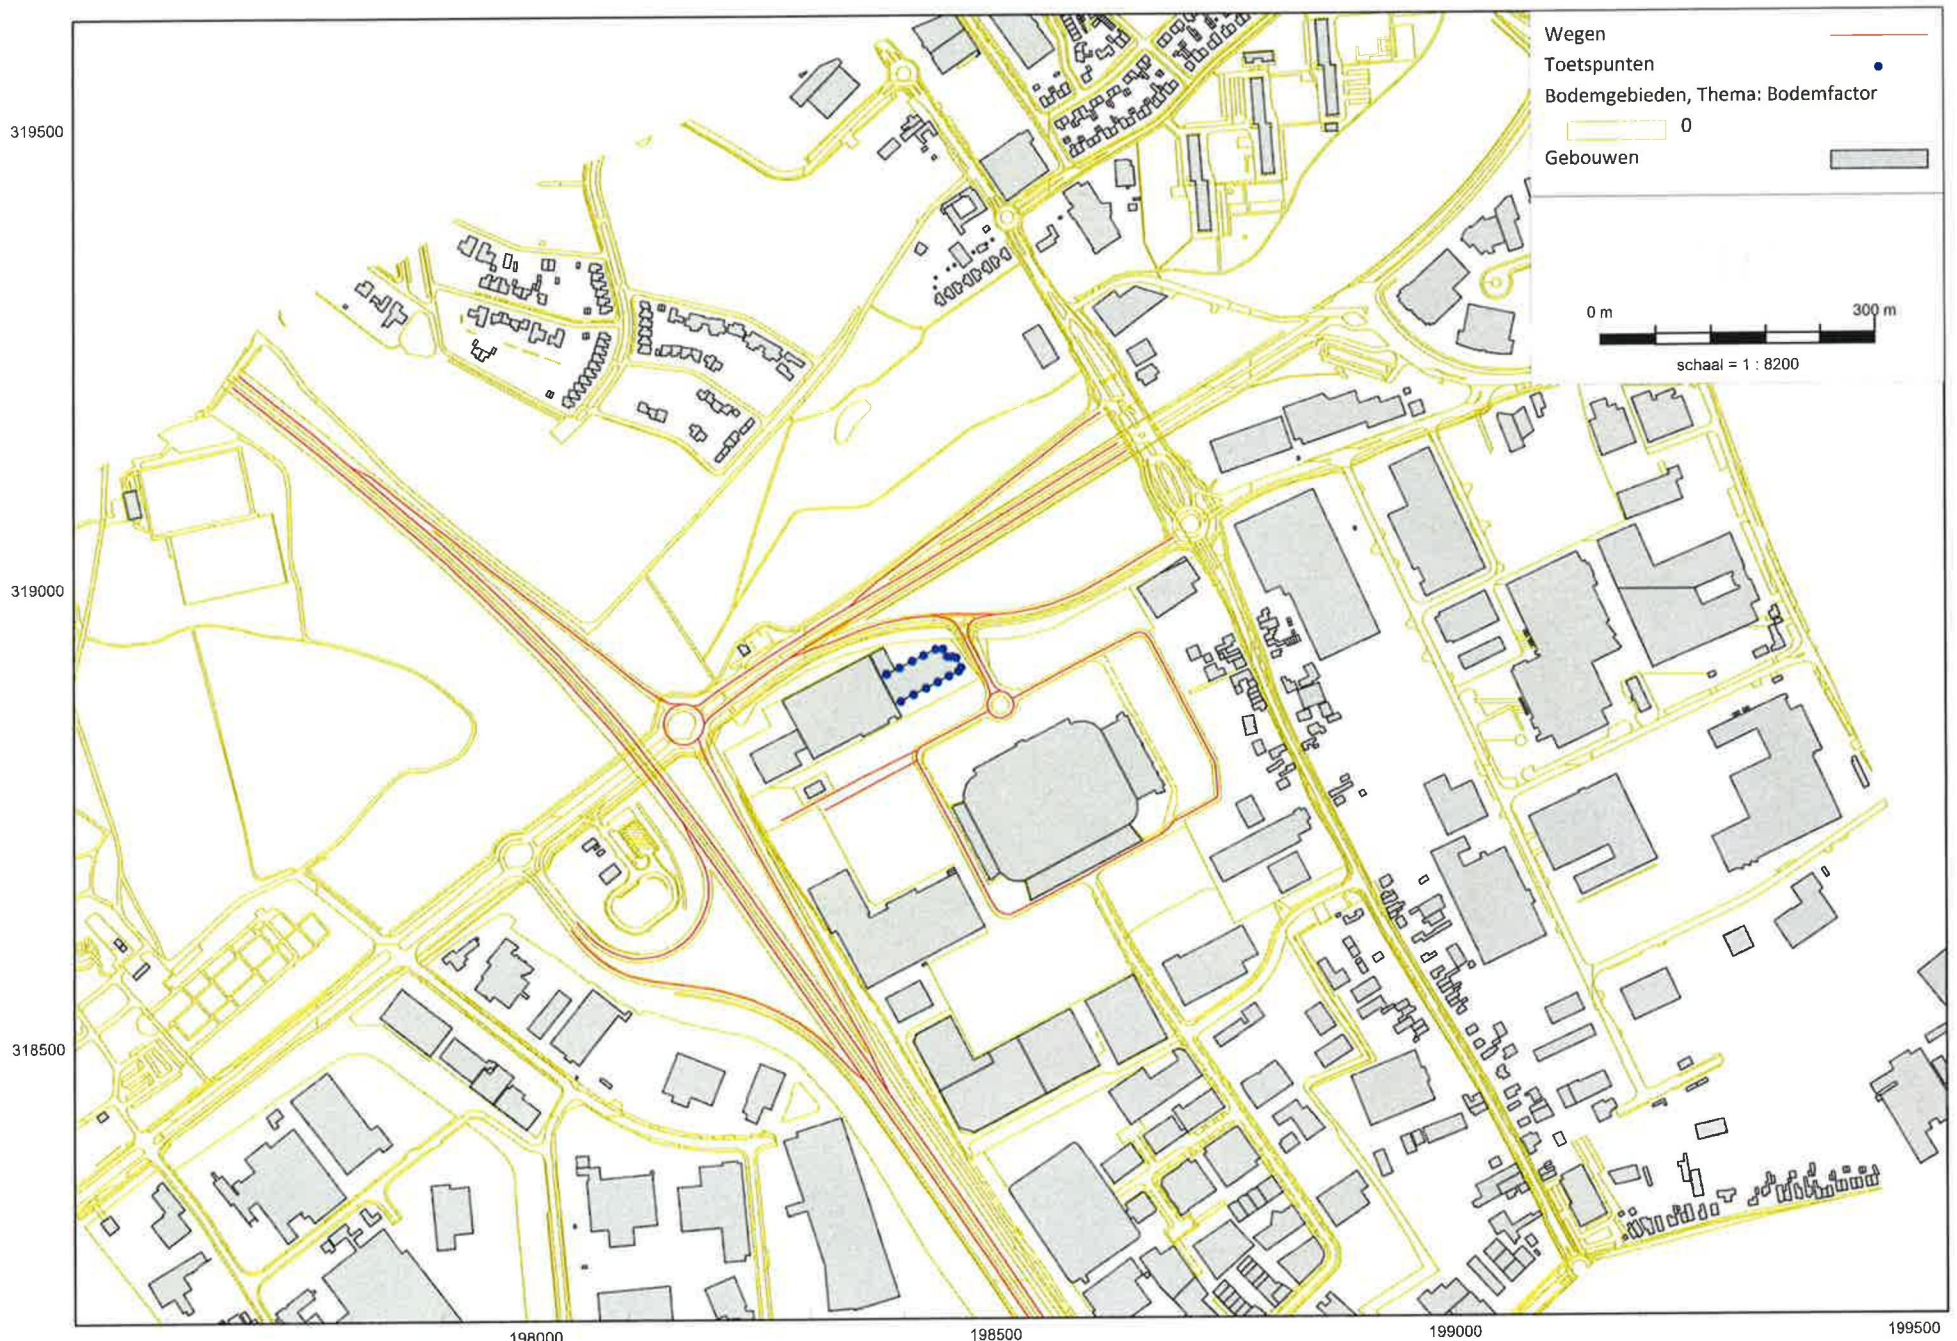 Wegen
Toetspunten
Bodemgebieden, Thema: Bodemfactor
0
Gebouwen
0 m 300 m
schaal = 1 : 8200
319500
319000
318500
198000 198500 199000 199500